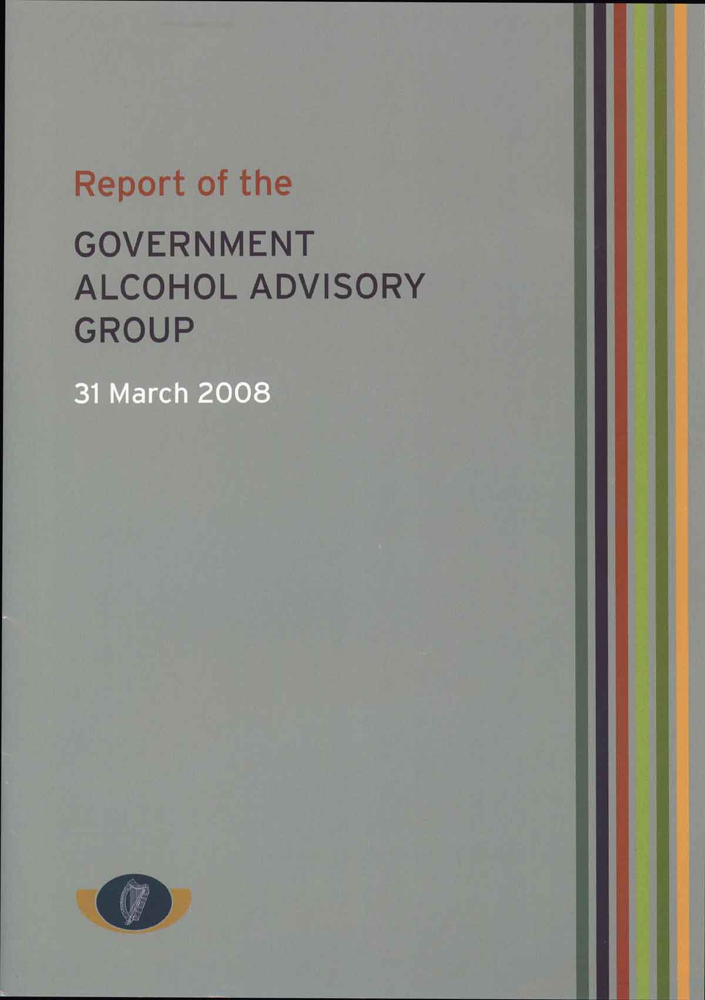 Report of the
GOVERNMENT
ALCOHOL ADVISORY
GROUP
31 March 2008